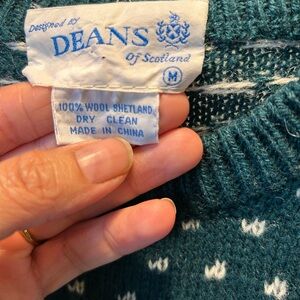 Designed by
DEANS
Of Scotland
M
100% WOOL SHETLAND
DRY CLEAN
MADE IN CHINA